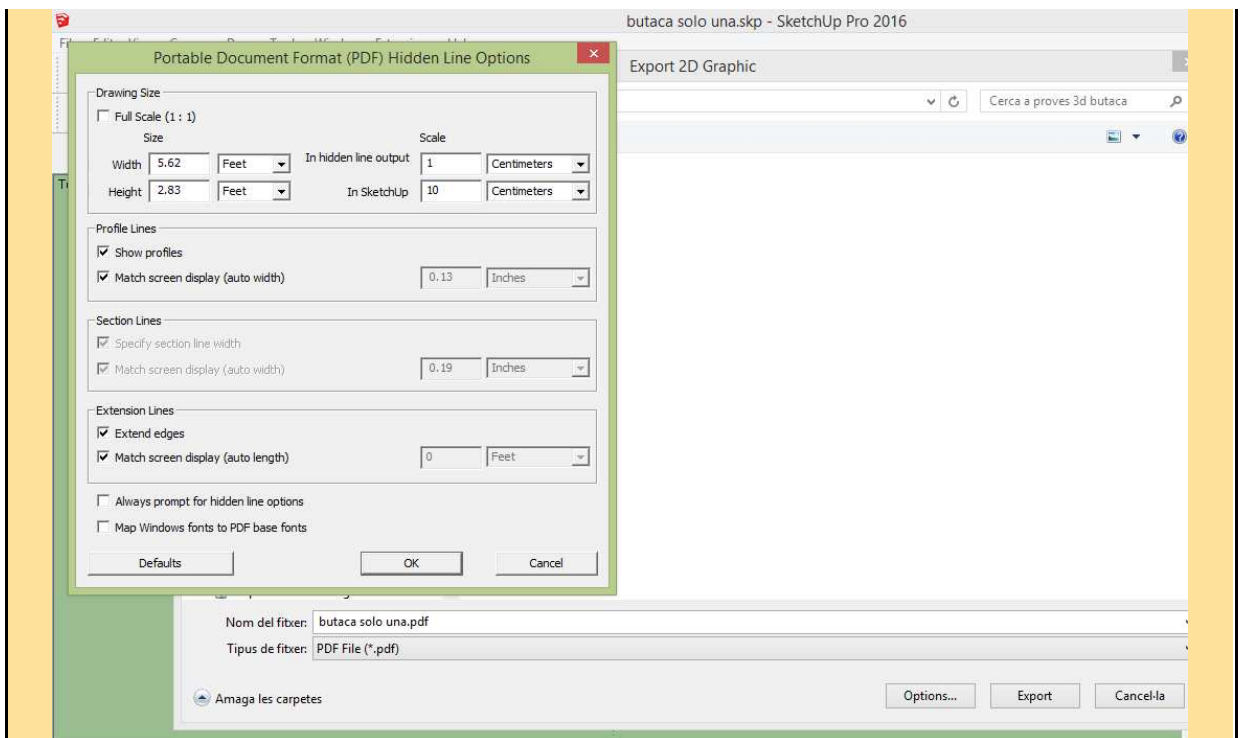 butaca solo una.skp - SketchUp Pro 2016
Portable Document Format (PDF) Hidden Line Options
Export 2D Graphic
Cerca a proves 3d butaca
Drawing Size
Full Scale (1 : 1)
Size Scale
Width 5.62 Feet In hidden line output 1 Centimeters
Height 2.83 Feet In SketchUp 10 Centimeters
Profile Lines
Show profiles
Match screen display (auto width) 0.13 Inches
Section Lines
Specify section line width
Match screen display (auto width) 0.19 Inches
Extension Lines
Extend edges
Match screen display (auto length) 0 Feet
Always prompt for hidden line options
Map Windows fonts to PDF base fonts
Defaults OK Cancel
Nom del fitxer: butaca solo una.pdf
Tipus de fitxer: PDF File (*.pdf)
Amaga les carpetes Options... Export Cancel·la